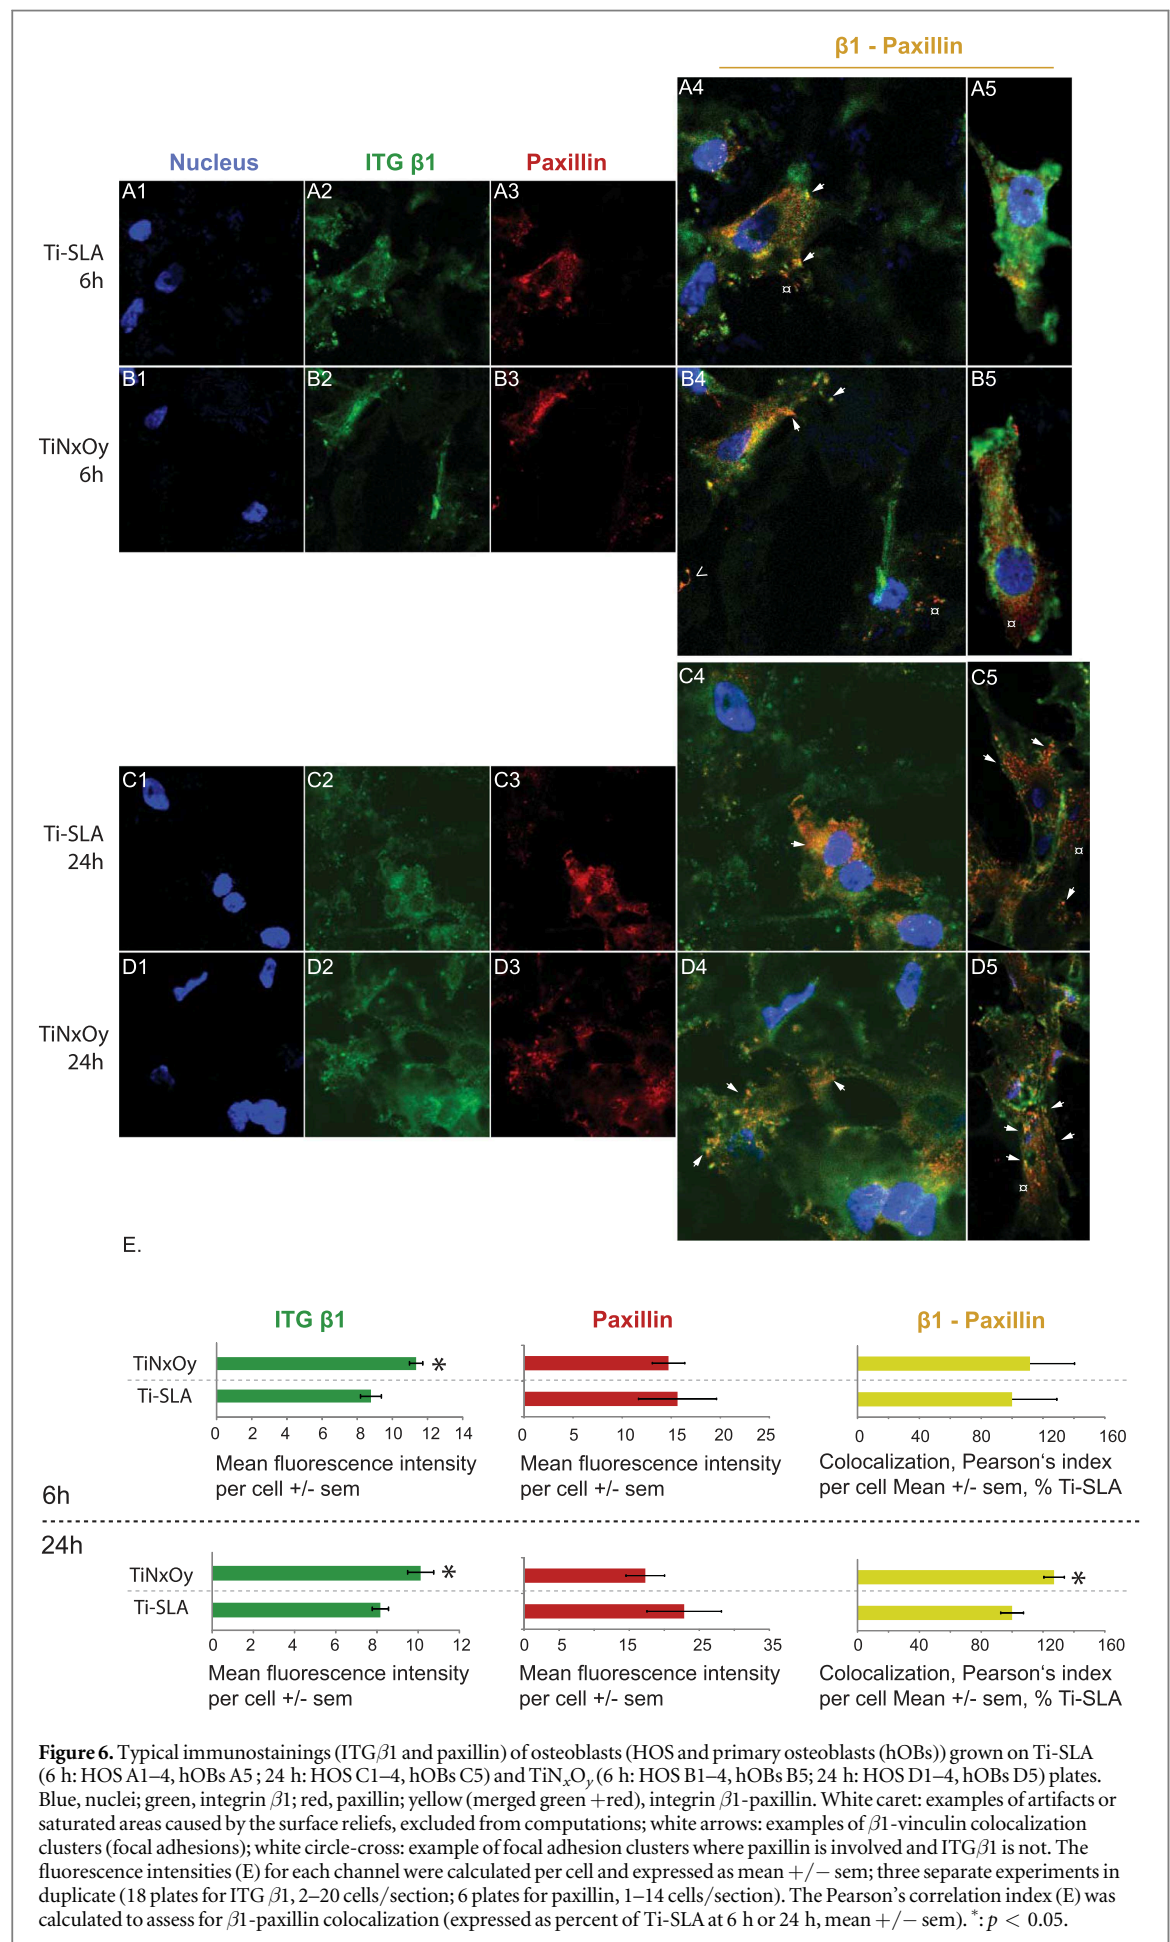 β1 - Paxillin
A4
A5
Nucleus
ITG β1
Paxillin
A1
A2
A3
Ti-SLA
6h
¤
B1
B2
B3
B4
B5
TiNxOy
6h
<
¤
¤
C4
C5
C1
C2
C3
Ti-SLA
24h
¤
D1
D2
D3
D4
D5
TiNxOy
24h
¤
E.
ITG β1
Paxillin
β1 - Paxillin
TiNxOy
*
Ti-SLA
0 2 4 6 8 10 12 14
0 5 10 15 20 25
0 40 80 120 160
Mean fluorescence intensity
per cell +/- sem
Mean fluorescence intensity
per cell +/- sem
Colocalization, Pearson‘s index
per cell Mean +/- sem, % Ti-SLA
6h
24h
TiNxOy
*
*
Ti-SLA
0 2 4 6 8 10 12
0 5 15 25 35
0 40 80 120 160
Mean fluorescence intensity
per cell +/- sem
Mean fluorescence intensity
per cell +/- sem
Colocalization, Pearson‘s index
per cell Mean +/- sem, % Ti-SLA
Figure 6. Typical immunostainings (ITGβ1 and paxillin) of osteoblasts (HOS and primary osteoblasts (hOBs)) grown on Ti-SLA
(6 h: HOS A1–4, hOBs A5 ; 24 h: HOS C1–4, hOBs C5) and TiNxOy (6 h: HOS B1–4, hOBs B5; 24 h: HOS D1–4, hOBs D5) plates.
Blue, nuclei; green, integrin β1; red, paxillin; yellow (merged green +red), integrin β1-paxillin. White caret: examples of artifacts or
saturated areas caused by the surface reliefs, excluded from computations; white arrows: examples of β1-vinculin colocalization
clusters (focal adhesions); white circle-cross: example of focal adhesion clusters where paxillin is involved and ITGβ1 is not. The
fluorescence intensities (E) for each channel were calculated per cell and expressed as mean +/− sem; three separate experiments in
duplicate (18 plates for ITG β1, 2–20 cells/section; 6 plates for paxillin, 1–14 cells/section). The Pearson’s correlation index (E) was
calculated to assess for β1-paxillin colocalization (expressed as percent of Ti-SLA at 6 h or 24 h, mean +/− sem). *: p < 0.05.